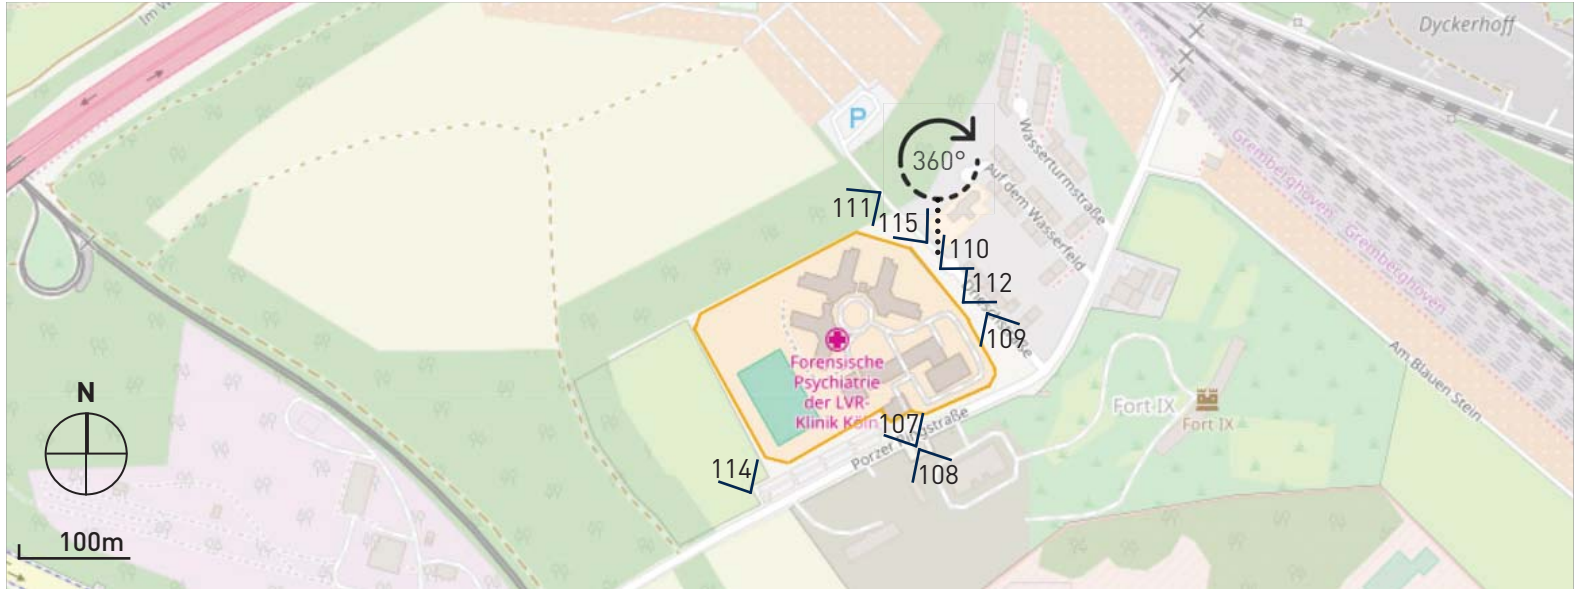 Im W
Dyckerhoff
P
360°
Wasserturmstraße
Auf dem Wasserfeld
Gremberghoven
Gremberghoven
111
115
110
112
109
Forensische
Psychiatrie
der LVR-
Klinik Köln
107
Porzer Ringstraße
108
114
Fort IX
Fort IX
Am Blauen Stein
N
100m